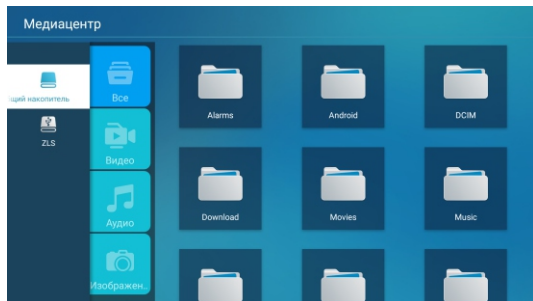 Медиацентр
щий накопитель
ZLS
Все
Видео
Аудио
Изображен..
Alarms
Android
DCIM
Download
Movies
Music